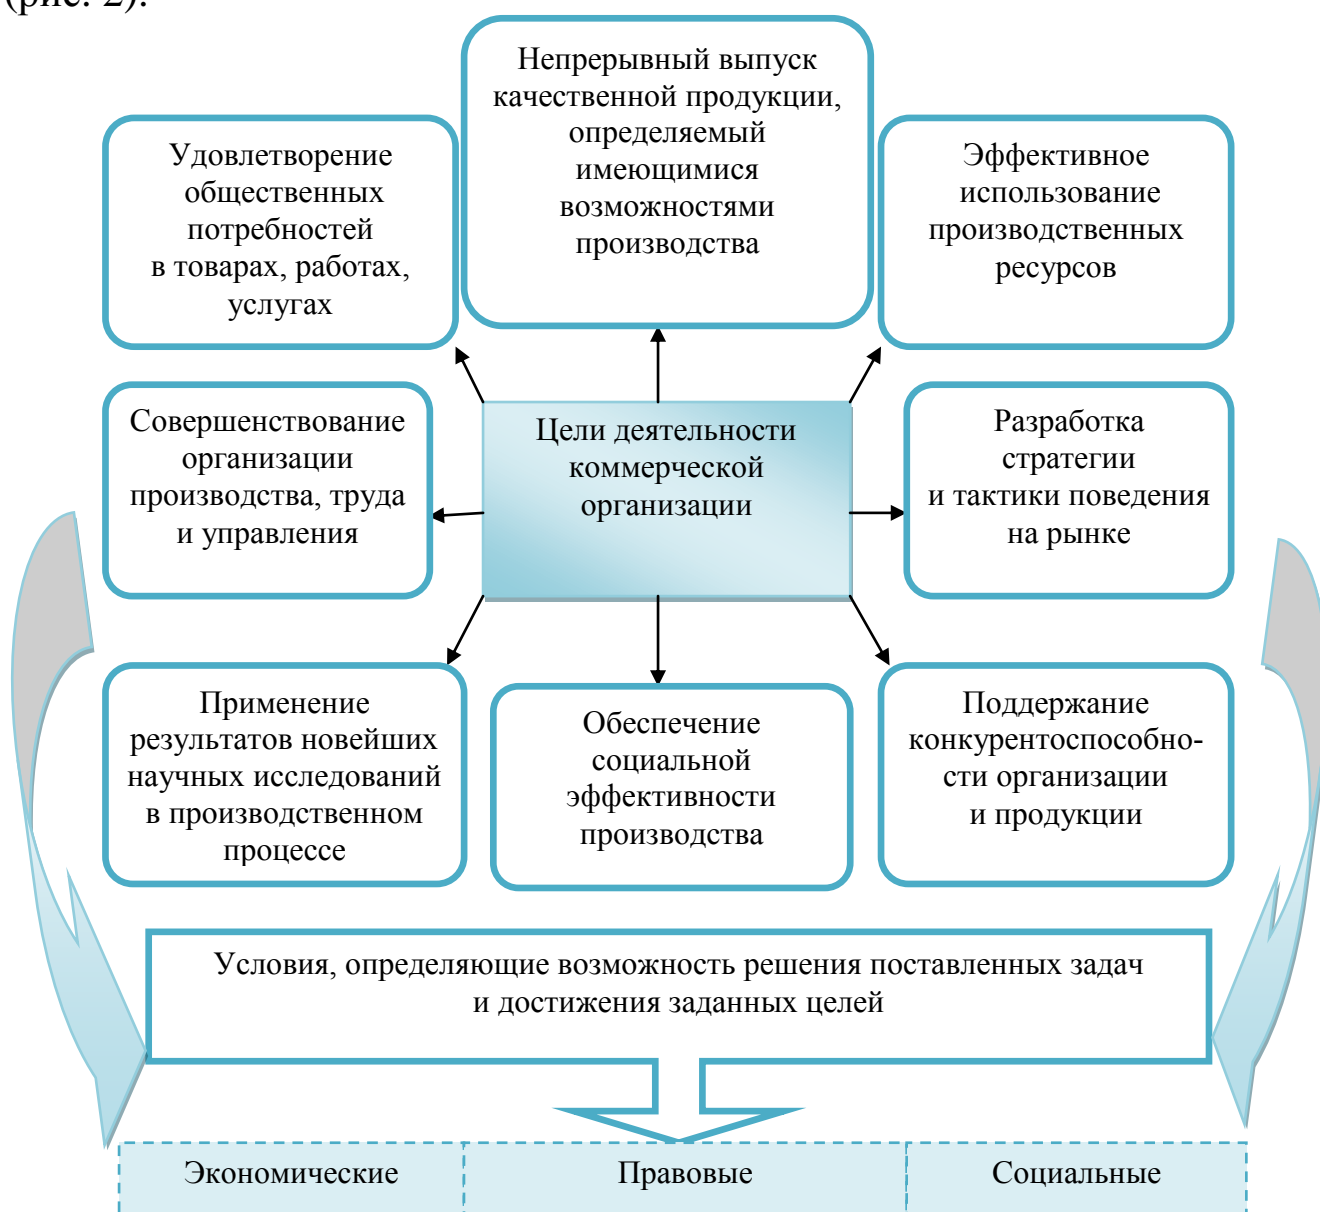 (рис. 2).
Непрерывный выпуск
качественной продукции,
определяемый
имеющимися
возможностями
производства
Удовлетворение
общественных
потребностей
в товарах, работах,
услугах
Эффективное
использование
производственных
ресурсов
Совершенствование
организации
производства, труда
и управления
Цели деятельности
коммерческой
организации
Разработка
стратегии
и тактики поведения
на рынке
Применение
результатов новейших
научных исследований
в производственном
процессе
Обеспечение
социальной
эффективности
производства
Поддержание
конкурентоспособно-
сти организации
и продукции
Условия, определяющие возможность решения поставленных задач
и достижения заданных целей
Экономические
Правовые
Социальные